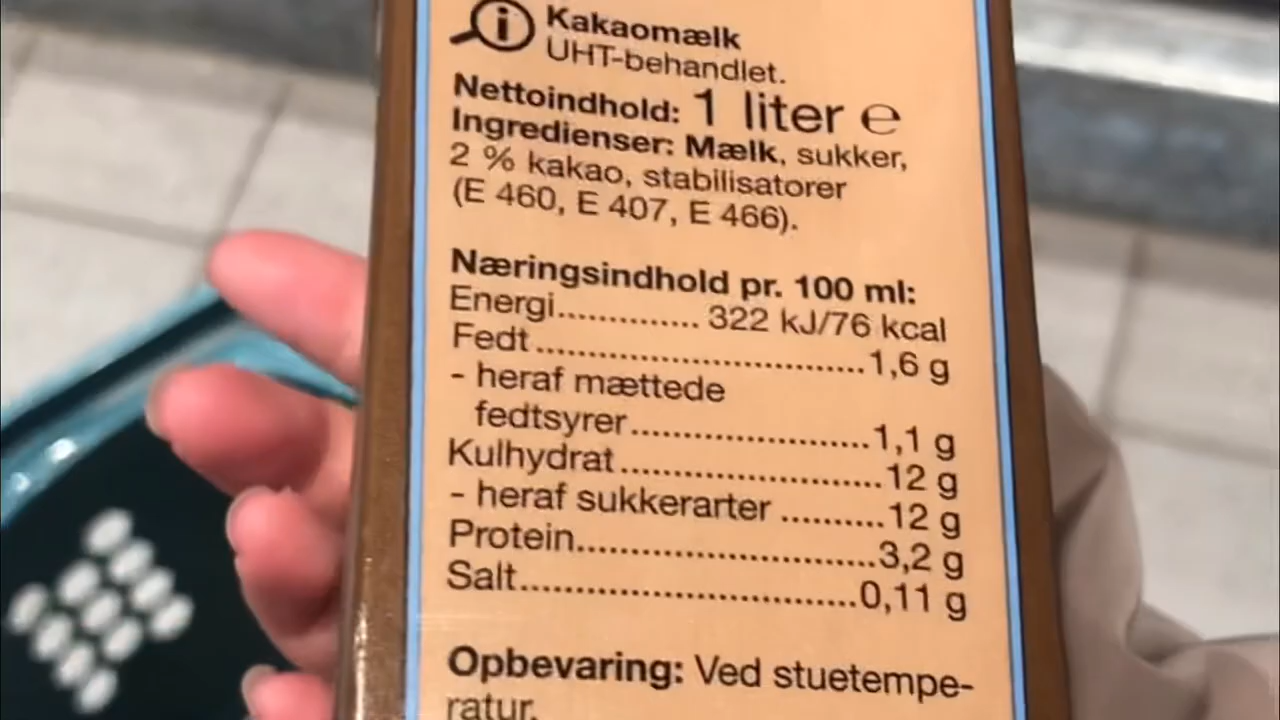 Kakaomælk
UHT-behandlet.
Nettoindhold: 1 liter ℮
Ingredienser: Mælk, sukker,
2 % kakao, stabilisatorer
(E 460, E 407, E 466).
Næringsindhold pr. 100 ml:
Energi.............. 322 kJ/76 kcal
Fedt.................................1,6 g
- heraf mættede
fedtsyrer........................1,1 g
Kulhydrat..........................12 g
- heraf sukkerarter ..........12 g
Protein..............................3,2 g
Salt..................................0,11 g
Opbevaring: Ved stuetempe-
ratur.